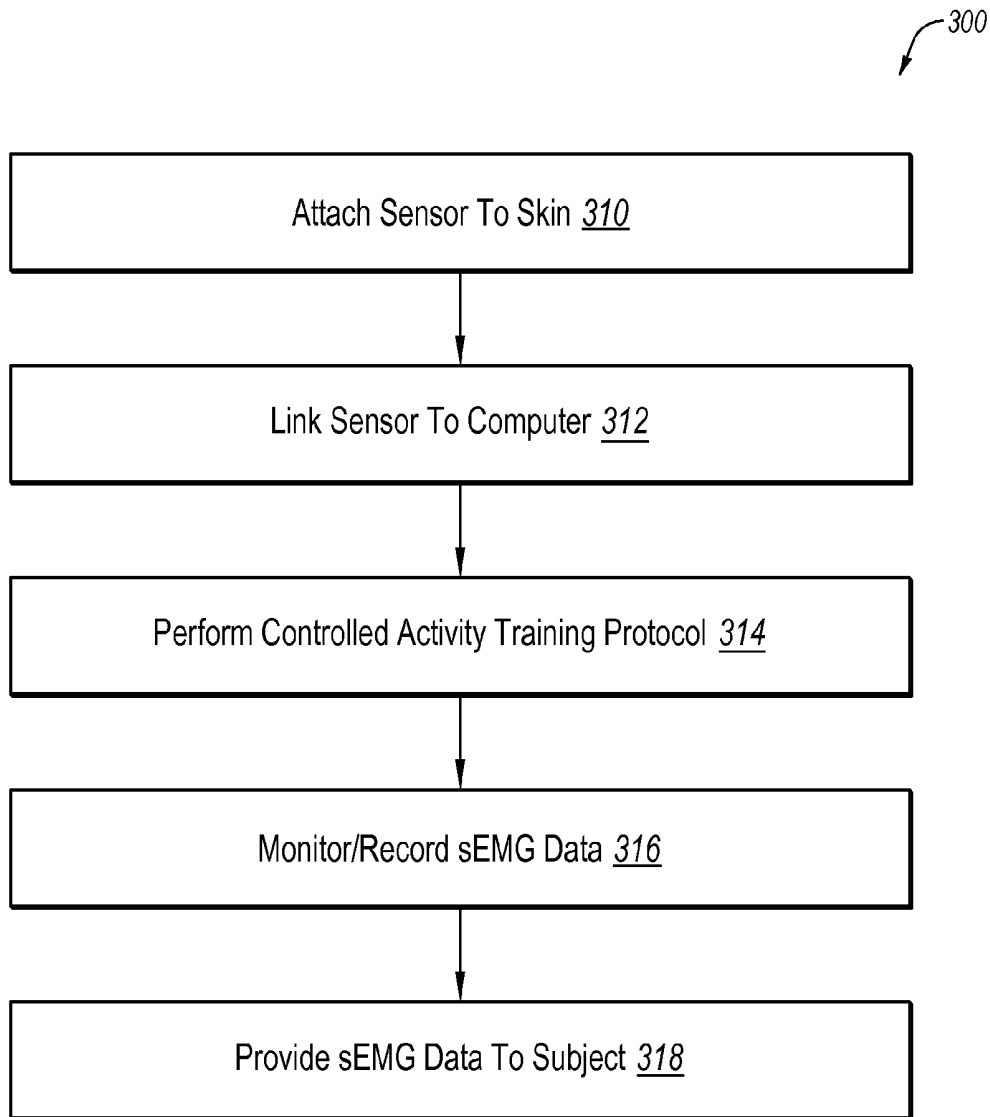 300
Attach Sensor To Skin 310
Link Sensor To Computer 312
Perform Controlled Activity Training Protocol 314
Monitor/Record sEMG Data 316
Provide sEMG Data To Subject 318